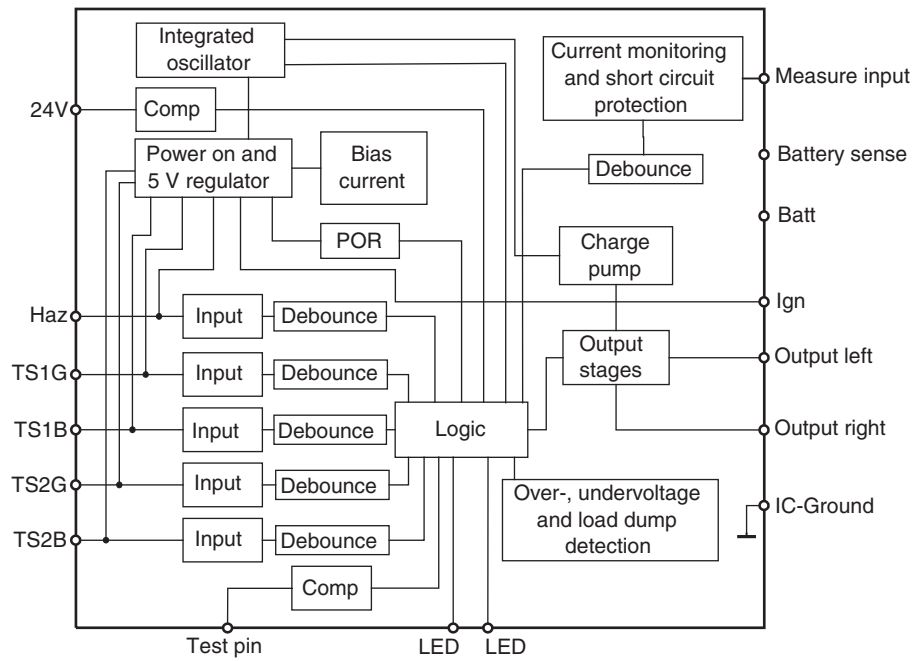 Integrated
oscillator
Current monitoring
and short circuit
protection
Measure input
24V
Comp
Power on and
5 V regulator
Bias
current
Debounce
Battery sense
POR
Batt
Charge
pump
Ign
Haz
Input
Debounce
Output
stages
Output left
TS1G
Input
Debounce
TS1B
Input
Debounce
Logic
Output right
TS2G
Input
Debounce
Over-, undervoltage
and load dump
detection
IC-Ground
TS2B
Input
Debounce
Comp
Test pin
LED
LED